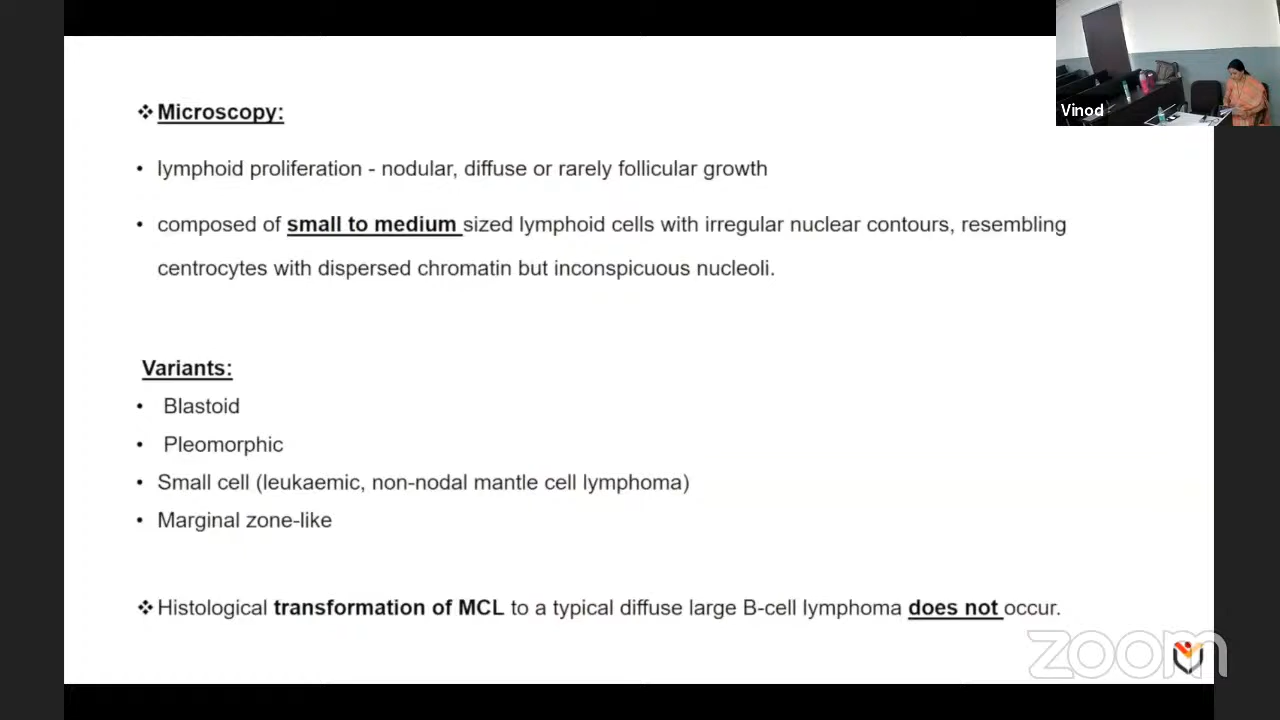 ❖ Microscopy:
• lymphoid proliferation - nodular, diffuse or rarely follicular growth
• composed of small to medium sized lymphoid cells with irregular nuclear contours, resembling
centrocytes with dispersed chromatin but inconspicuous nucleoli.
Variants:
• Blastoid
• Pleomorphic
• Small cell (leukaemic, non-nodal mantle cell lymphoma)
• Marginal zone-like
❖ Histological transformation of MCL to a typical diffuse large B-cell lymphoma does not occur.
Vinod
zoom